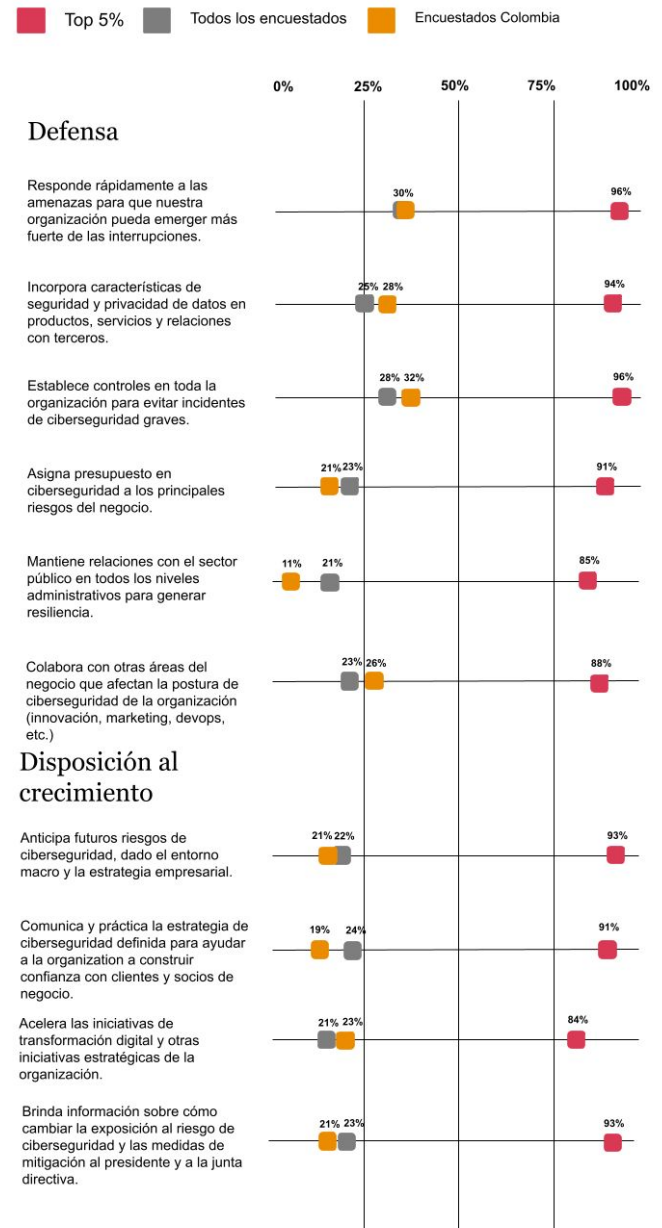 Top 5% Todos los encuestados Encuestados Colombia
0% 25% 50% 75% 100%
Defensa
Responde rápidamente a las
amenazas para que nuestra
organización pueda emerger más
fuerte de las interrupciones.
30% 96%
Incorpora características de
seguridad y privacidad de datos en
productos, servicios y relaciones
con terceros.
25% 28% 94%
Establece controles en toda la
organización para evitar incidentes
de ciberseguridad graves.
28% 32% 96%
Asigna presupuesto en
ciberseguridad a los principales
riesgos del negocio.
21% 23% 91%
Mantiene relaciones con el sector
público en todos los niveles
administrativos para generar
resiliencia.
11% 21% 85%
Colabora con otras áreas del
negocio que afectan la postura de
ciberseguridad de la organización
(innovación, marketing, devops,
etc.)
23% 26% 88%
Disposición al
crecimiento
Anticipa futuros riesgos de
ciberseguridad, dado el entorno
macro y la estrategia empresarial.
21% 22% 93%
Comunica y práctica la estrategia de
ciberseguridad definida para ayudar
a la organization a construir
confianza con clientes y socios de
negocio.
19% 24% 91%
Acelera las iniciativas de
transformación digital y otras
iniciativas estratégicas de la
organización.
21% 23% 84%
Brinda información sobre cómo
cambiar la exposición al riesgo de
ciberseguridad y las medidas de
mitigación al presidente y a la junta
directiva.
21% 23% 93%